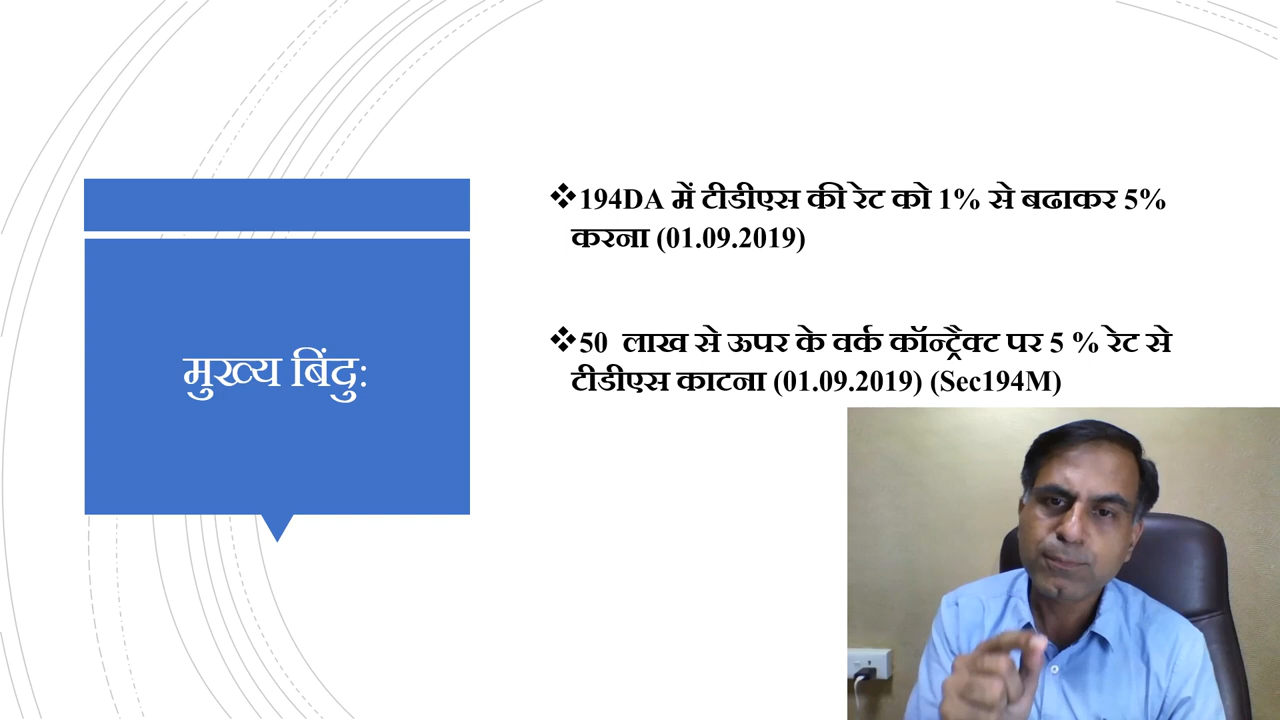 मुख्य बिंदु:
❖194DA में टीडीएस की रेट को 1% से बढाकर 5%
करना (01.09.2019)
❖50 लाख से ऊपर के वर्क कॉन्ट्रैक्ट पर 5 % रेट से
टीडीएस काटना (01.09.2019) (Sec194M)